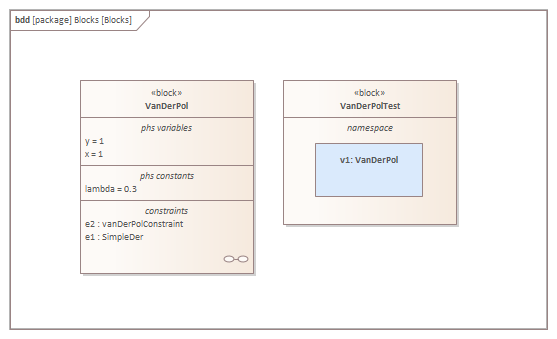 bdd [package] Blocks [Blocks]
«block»
VanDerPol
phs variables
y = 1
x = 1
phs constants
lambda = 0.3
constraints
e2 : vanDerPolConstraint
e1 : SimpleDer
«block»
VanDerPolTest
namespace
v1: VanDerPol